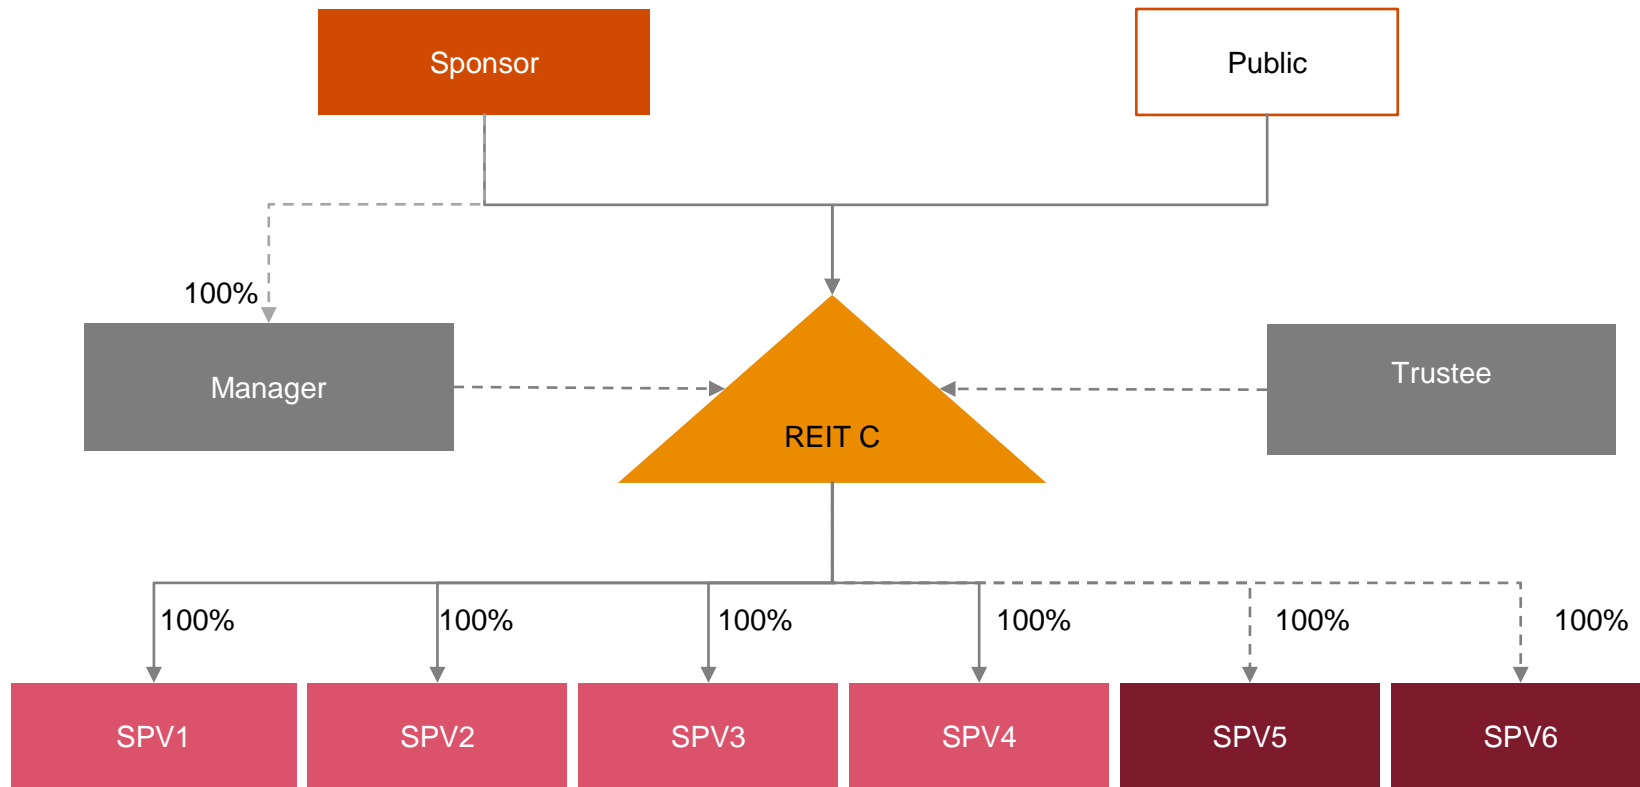 Sponsor
Public
100%
Manager
Trustee
REIT C
100%
100%
100%
100%
100%
100%
SPV1
SPV2
SPV3
SPV4
SPV5
SPV6